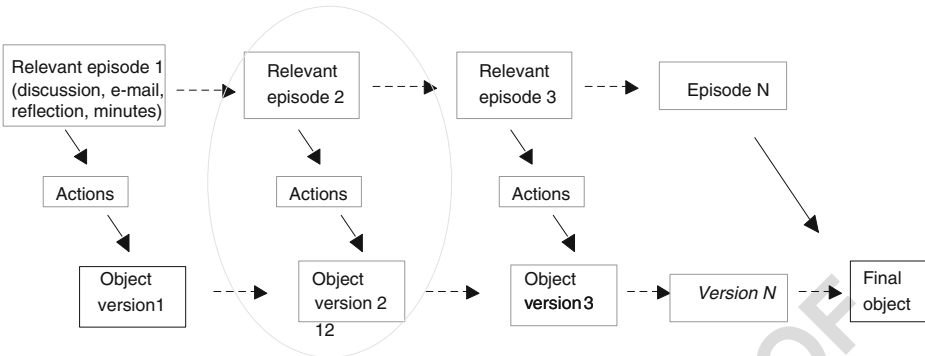 Relevant episode 1
(discussion, e-mail,
reflection, minutes)
Relevant
episode 2
Relevant
episode 3
Episode N
Actions
Actions
Actions
Object
version1
Object
version 2
12
Object
version3
Version N
Final
object
OF